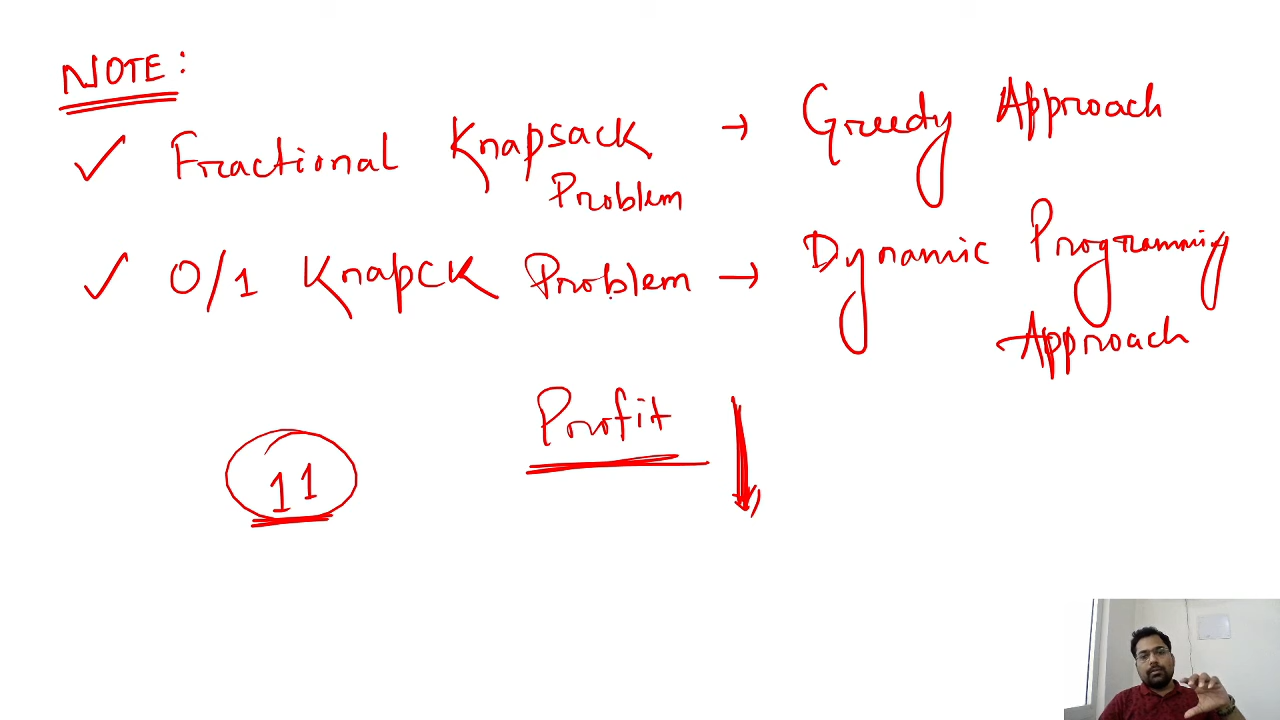 NOTE:
✓ Fractional Knapsack Problem → Greedy Approach
✓ 0/1 Knapck Problem → Dynamic Programming Approach
Profit ↓
11